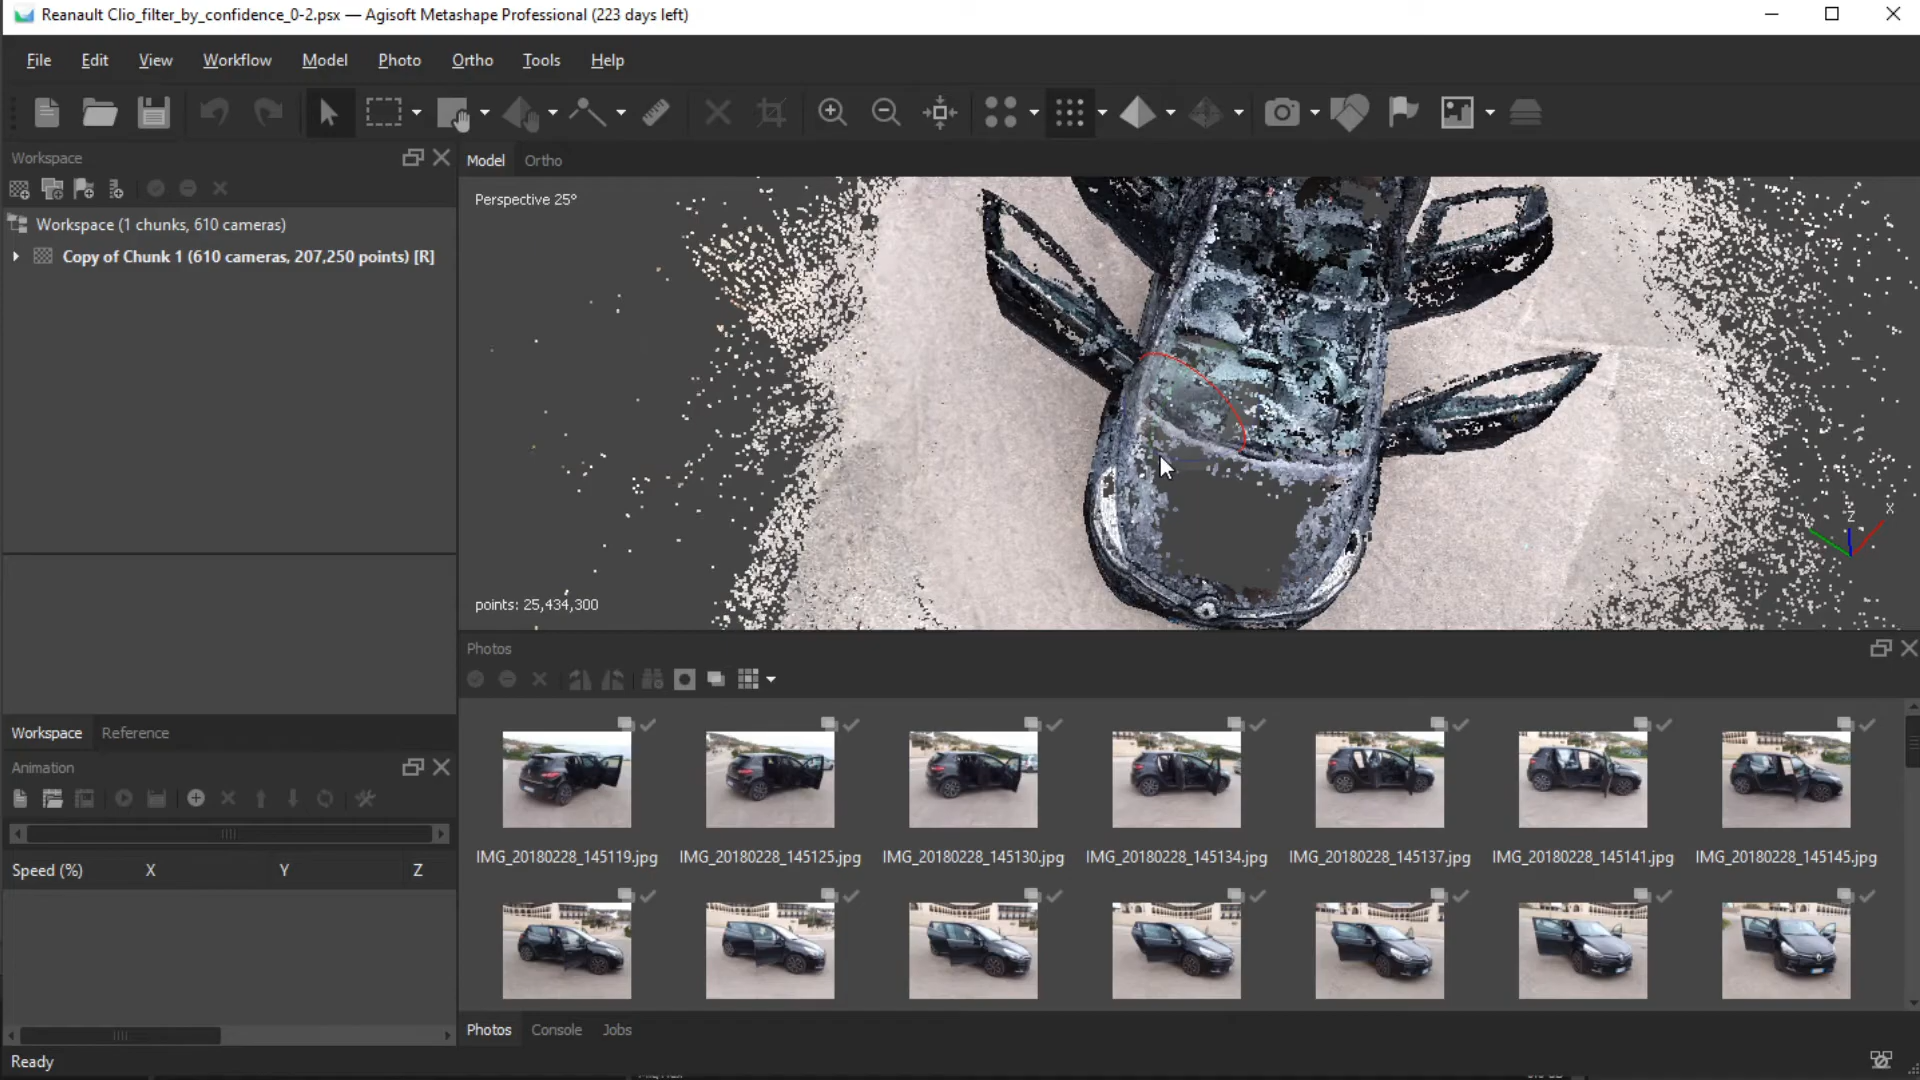 Reanault Clio_filter_by_confidence_0-2.psx — Agisoft Metashape Professional (223 days left)
File Edit View Workflow Model Photo Ortho Tools Help
Workspace
Model Ortho
Perspective 25°
Workspace (1 chunks, 610 cameras)
Copy of Chunk 1 (610 cameras, 207,250 points) [R]
X
Z
points: 25,434,300
Photos
Workspace Reference
Animation
IMG_20180228_145119.jpg IMG_20180228_145125.jpg IMG_20180228_145130.jpg IMG_20180228_145134.jpg IMG_20180228_145137.jpg IMG_20180228_145141.jpg IMG_20180228_145145.jpg
Speed (%) X Y Z
Photos Console Jobs
Ready